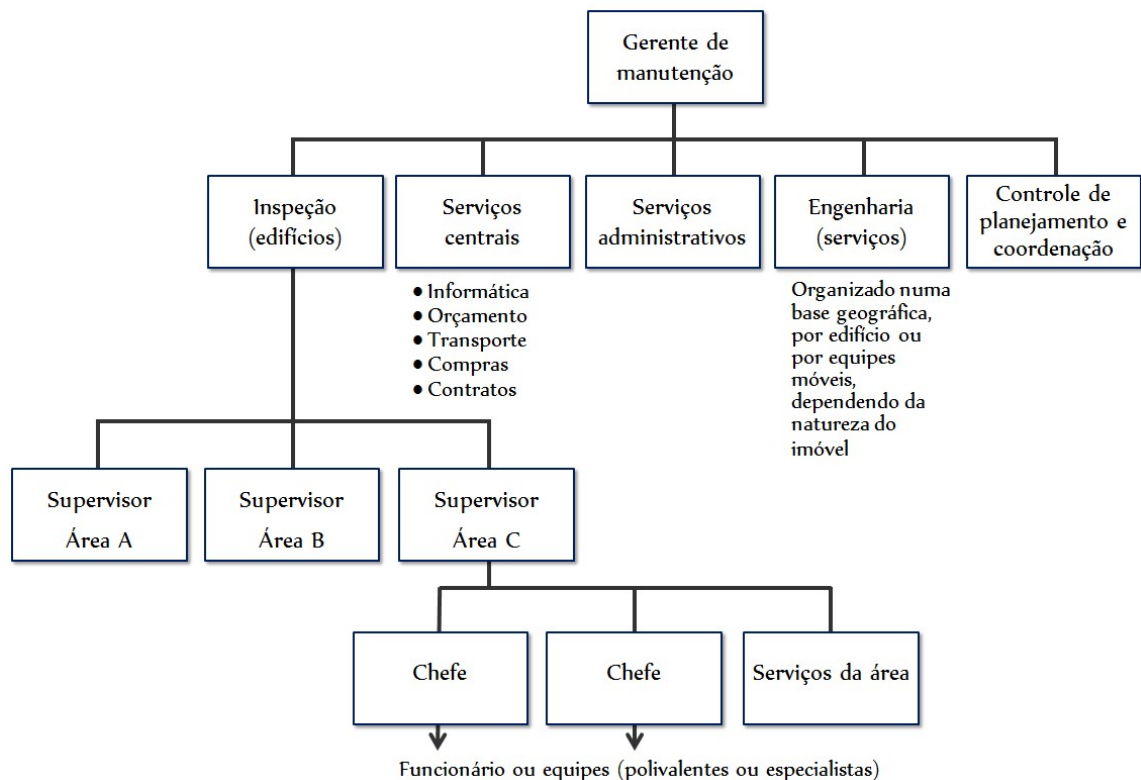 Gerente de
manutenção
Inspeção
(edifícios)
Serviços
centrais
Serviços
administrativos
Engenharia
(serviços)
Controle de
planejamento e
coordenação
● Informática
● Orçamento
● Transporte
● Compras
● Contratos
Organizado numa
base geográfica,
por edifício ou
por equipes
móveis,
dependendo da
natureza do
imóvel
Supervisor
Área A
Supervisor
Área B
Supervisor
Área C
Chefe
Chefe
Serviços da área
Funcionário ou equipes (polivalentes ou especialistas)